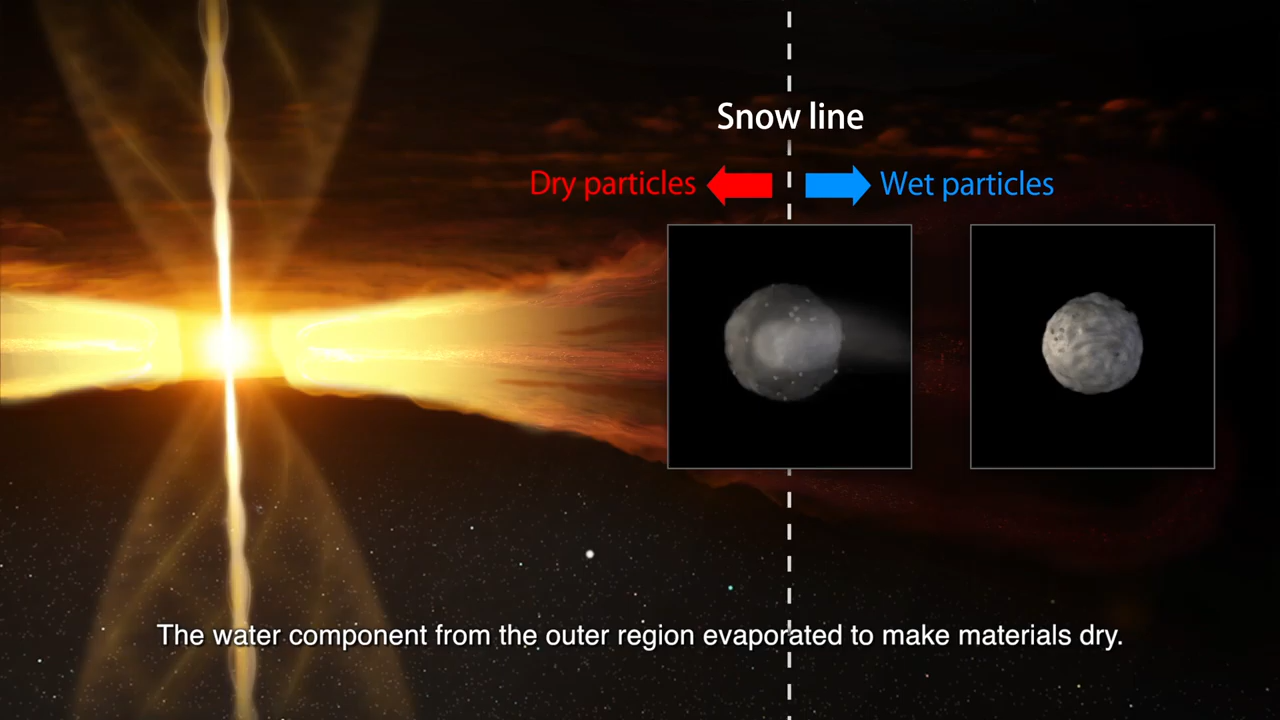 Snow line
Dry particles
Wet particles
The water component from the outer region evaporated to make materials dry.